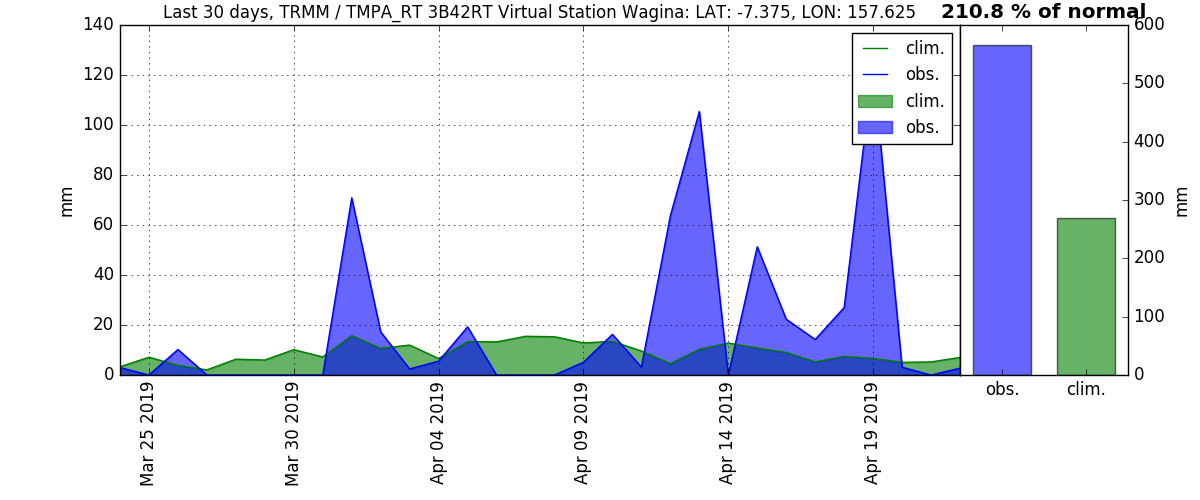 Last 30 days, TRMM / TMPA_RT 3B42RT Virtual Station Wagina: LAT: -7.375, LON: 157.625
210.8 % of normal
140
120
100
80
60
40
20
0
mm
clim.
obs.
clim.
obs.
Mar 25 2019
Mar 30 2019
Apr 04 2019
Apr 09 2019
Apr 14 2019
Apr 19 2019
600
500
400
300
200
100
0
mm
obs.
clim.